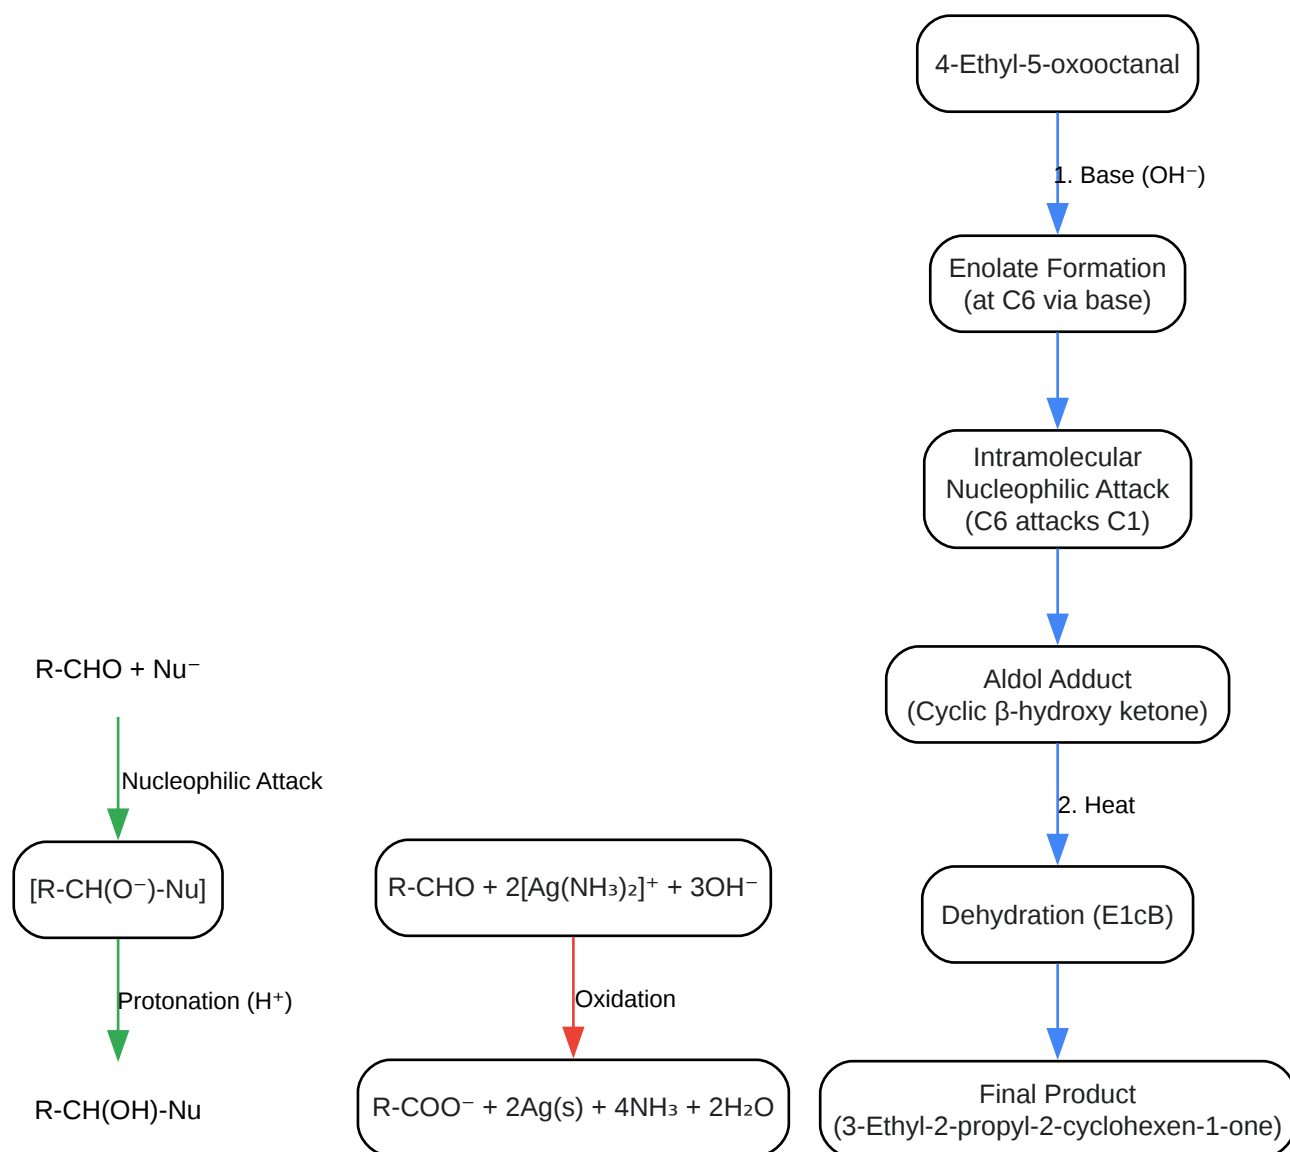 4-Ethyl-5-oxooctanal
1. Base (OH⁻)
Enolate Formation
(at C6 via base)
Intramolecular
Nucleophilic Attack
(C6 attacks C1)
Aldol Adduct
(Cyclic β-hydroxy ketone)
2. Heat
Dehydration (E1cB)
Final Product
(3-Ethyl-2-propyl-2-cyclohexen-1-one)
R-CHO + Nu⁻
Nucleophilic Attack
[R-CH(O⁻)-Nu]
Protonation (H⁺)
R-CH(OH)-Nu
R-CHO + 2[Ag(NH₃)₂]⁺ + 3OH⁻
Oxidation
R-COO⁻ + 2Ag(s) + 4NH₃ + 2H₂O